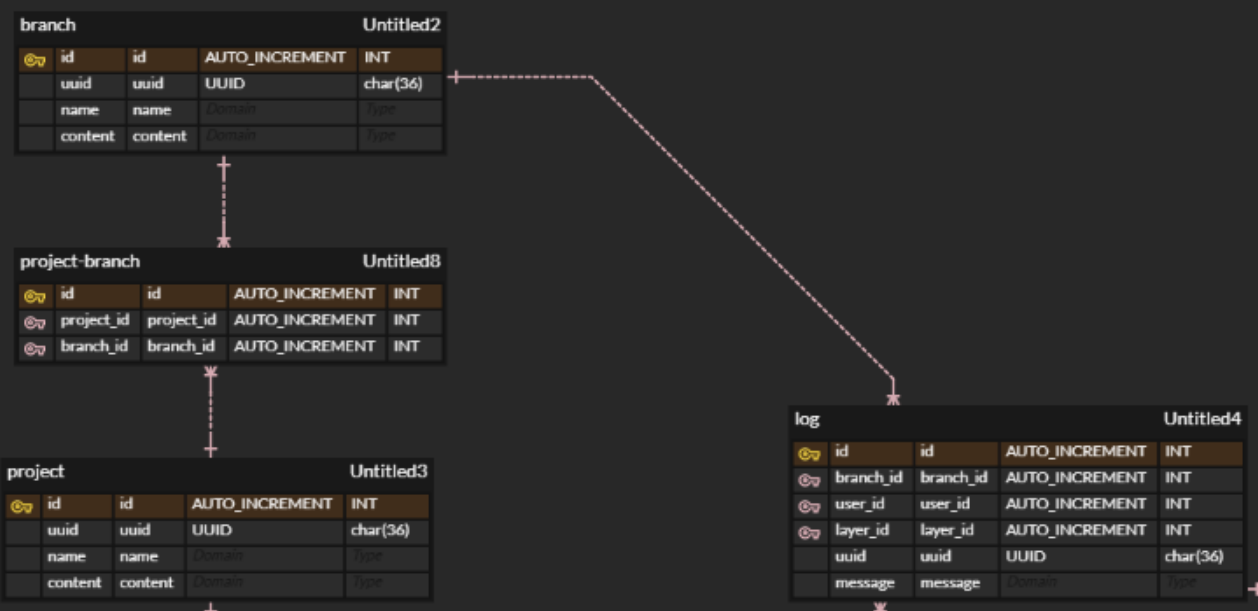 branch Untitled2
id id AUTO_INCREMENT INT
uuid uuid UUID char(36)
name name Domain Type
content content Domain Type
project-branch Untitled8
id id AUTO_INCREMENT INT
project_id project_id AUTO_INCREMENT INT
branch_id branch_id AUTO_INCREMENT INT
project Untitled3
id id AUTO_INCREMENT INT
uuid uuid UUID char(36)
name name Domain Type
content content Domain Type
log Untitled4
id id AUTO_INCREMENT INT
branch_id branch_id AUTO_INCREMENT INT
user_id user_id AUTO_INCREMENT INT
layer_id layer_id AUTO_INCREMENT INT
uuid uuid UUID char(36)
message message Domain Type